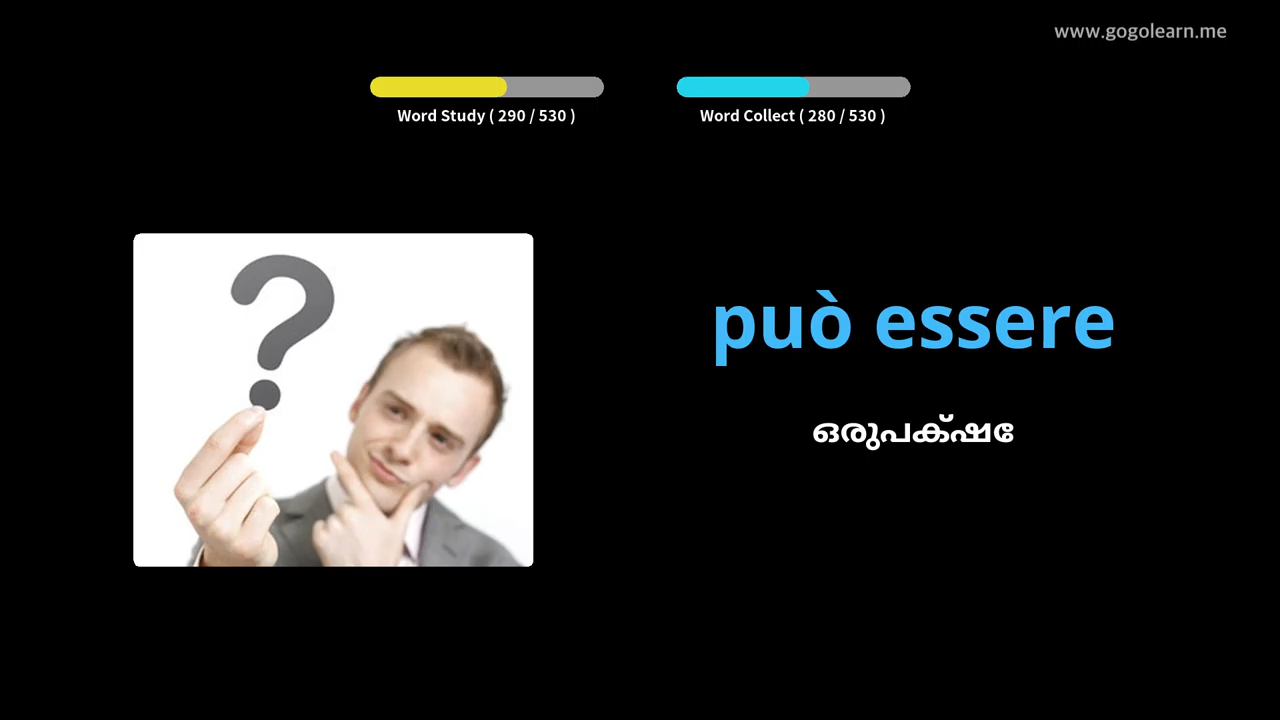 www.gogolearn.me
Word Study ( 290 / 530 )
Word Collect ( 280 / 530 )
può essere
ഒരുപക്ഷേ